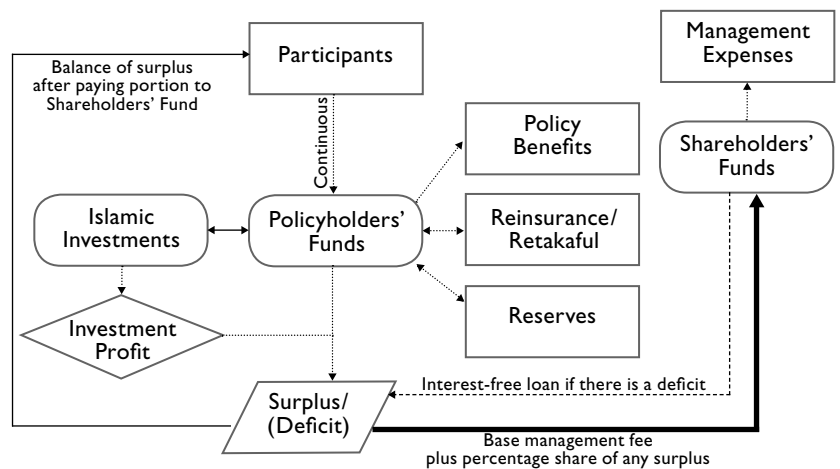 Participants
Management
Expenses
Balance of surplus
after paying portion to
Shareholders’ Fund
Continuous
Policy
Benefits
Shareholders’
Funds
Islamic
Investments
Policyholders’
Funds
Reinsurance/
Retakaful
Investment
Profit
Reserves
Surplus/
(Deficit)
Interest-free loan if there is a deficit
Base management fee
plus percentage share of any surplus